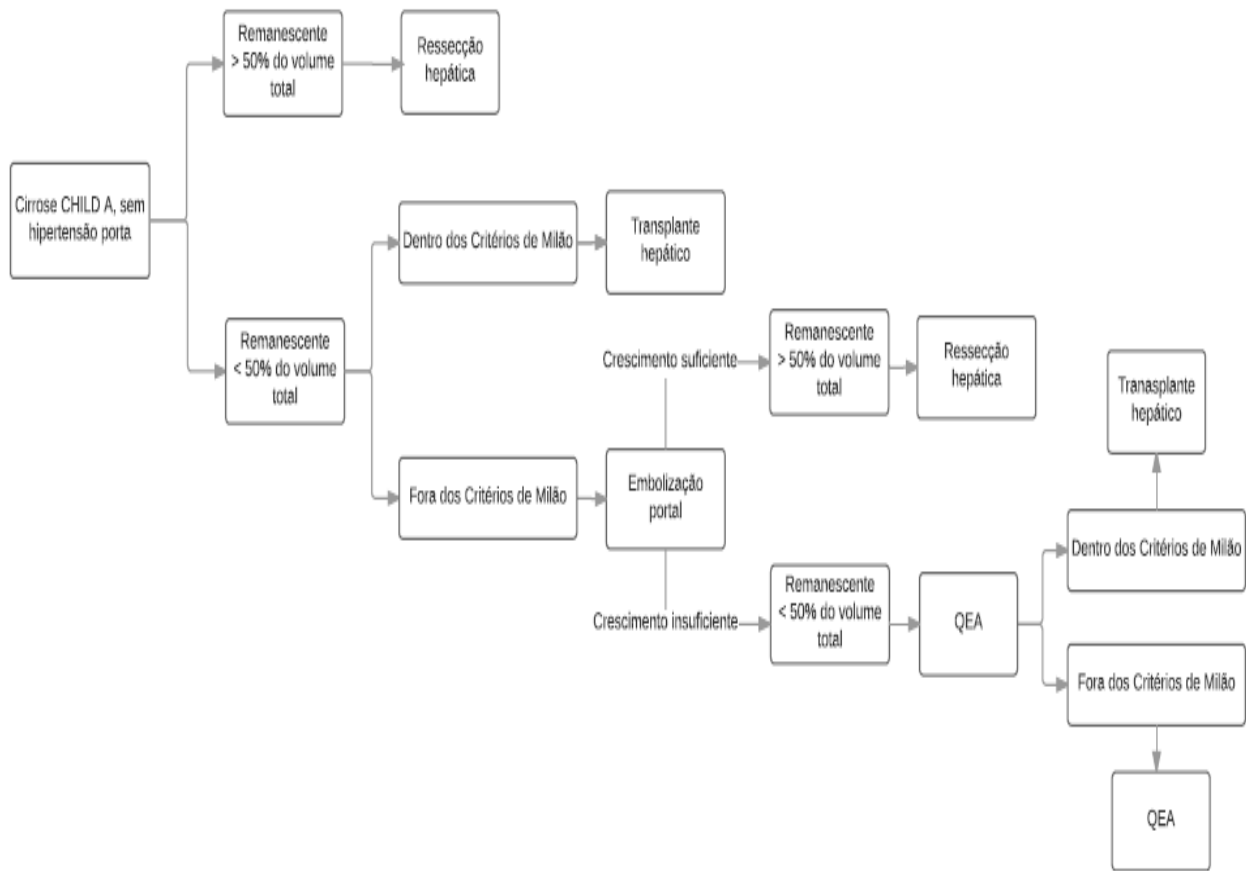 Remanescente
> 50% do volume
total
Ressecção
hepática
Cirrose CHILD A, sem
hipertensão porta
Remanescente
< 50% do volume
total
Dentro dos Critérios de Milão
Transplante
hepático
Fora dos Critérios de Milão
Embolização
portal
Crescimento suficiente
Remanescente
> 50% do volume
total
Ressecção
hepática
Crescimento insuficiente
Remanescente
< 50% do volume
total
QEA
Dentro dos Critérios de Milão
Tranasplante
hepático
Fora dos Critérios de Milão
QEA